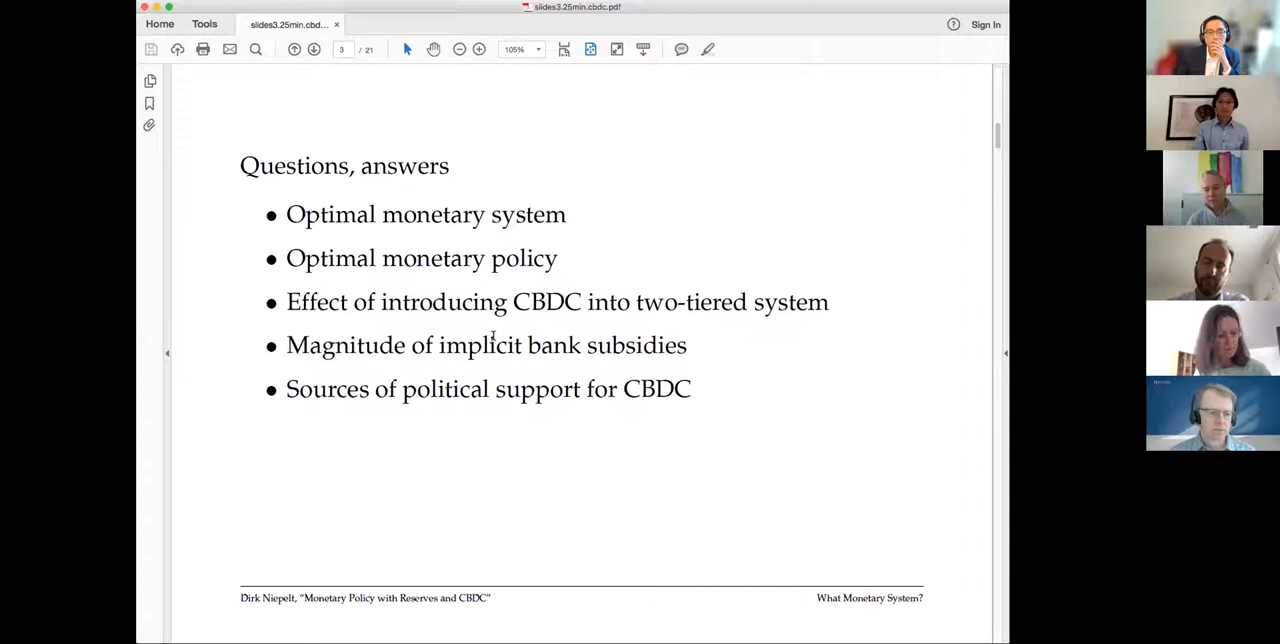 slides3.25min.cbdc.pdf
Home Tools slides3.25min.cbd... × Sign In
3 / 21 105%
Questions, answers
• Optimal monetary system
• Optimal monetary policy
• Effect of introducing CBDC into two-tiered system
• Magnitude of implicit bank subsidies
• Sources of political support for CBDC
Dirk Niepelt, “Monetary Policy with Reserves and CBDC” What Monetary System?